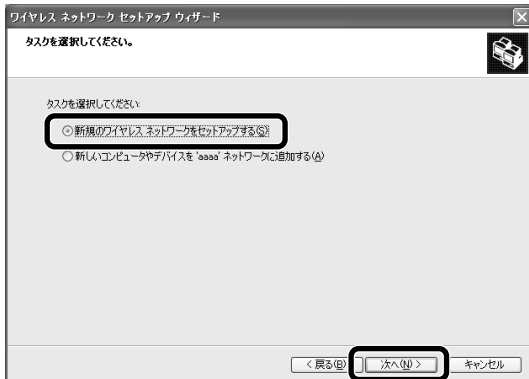 ワイヤレス ネットワーク セットアップ ウィザード
タスクを選択してください。
タスクを選択してください:
新規のワイヤレス ネットワークをセットアップする(S)
新しいコンピュータやデバイスを 'aaaa' ネットワークに追加する(A)
< 戻る(B) 次へ(N) > キャンセル